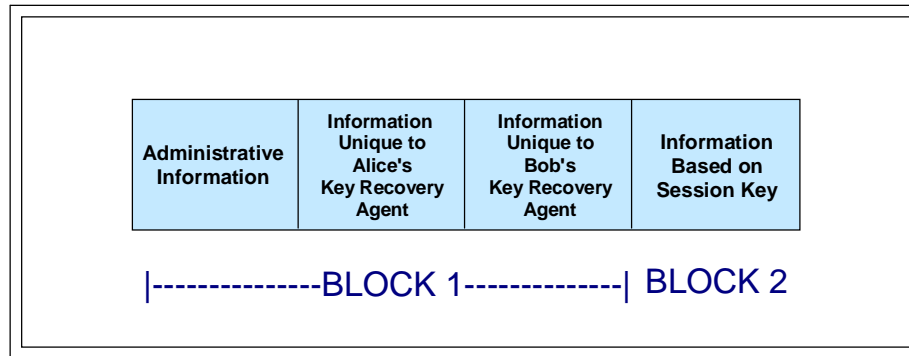 Administrative
Information
Information
Unique to
Alice's
Key Recovery
Agent
Information
Unique to
Bob's
Key Recovery
Agent
Information
Based on
Session Key
|---------------BLOCK 1--------------| BLOCK 2